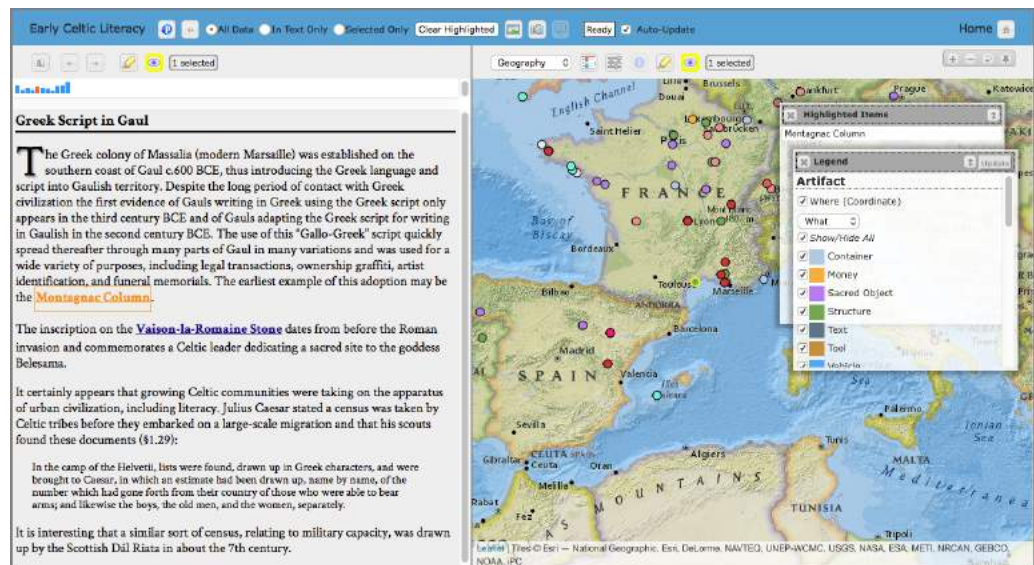 Early Celtic Literacy
All Data In Text Only Selected Only Clear Highlighted Ready Auto-Update
Home
1 selected
Greek Script in Gaul
The Greek colony of Massalia (modern Marsaille) was established on the
southern coast of Gaul c.600 BCE, thus introducing the Greek language and
script into Gaulish territory. Despite the long period of contact with Greek
civilization the first evidence of Gauls writing in Greek using the Greek script only
appears in the third century BCE and of Gauls adapting the Greek script for writing
in Gaulish in the second century BCE. The use of this "Gallo-Greek" script quickly
spread thereafter through many parts of Gaul in many variations and was used for a
wide variety of purposes, including legal transactions, ownership graffiti, artist
identification, and funeral memorials. The earliest example of this adoption may be
the Montagnac Column.
The inscription on the Vaison-la-Romaine Stone dates from before the Roman
invasion and commemorates a Celtic leader dedicating a sacred site to the goddess
Belesama.
It certainly appears that growing Celtic communities were taking on the apparatus
of urban civilization, including literacy. Julius Caesar stated a census was taken by
Celtic tribes before they embarked on a large-scale migration and that his scouts
found these documents (§1.29):
In the camp of the Helvetii, lists were found, drawn up in Greek characters, and were
brought to Caesar, in which an estimate had been drawn up, name by name, of the
number which had gone forth from their country of those who were able to bear
arms; and likewise the boys, the old men, and the women, separately.
It is interesting that a similar sort of census, relating to military capacity, was drawn
up by the Scottish Dál Riata in about the 7th century.
Geography
1 selected
Brussels
English Channel
Douai
Frankfurt
Prague
Katowice
Saint Helier
FRANCE
Bay of
Biscay
Lyon
Bordeaux
Toulouse
Marseille
Bilbao
ANDORRA
Barcelona
Madrid
SPAIN
Valencia
Sevilla
Gibraltar
CEUTA
Ceuta
Oran
Algiers
Melilla
Rabat
Fez
MOUNTAINS
Sea
Palermo
Ionian
Sea
Tunis
MALTA
Mediterranea
TUNISIA
Tripoli
Highlighted Items
Montagnac Column
Legend
Update
Artifact
Where (Coordinate)
What
Show/Hide All
Container
Money
Sacred Object
Structure
Text
Tool
Vehicle
Leaflet | Tiles © Esri — National Geographic, Esri, DeLorme, NAVTEQ, UNEP-WCMC, USGS, NASA, ESA, METI, NRCAN, GEBCO,
NOAA, iPC